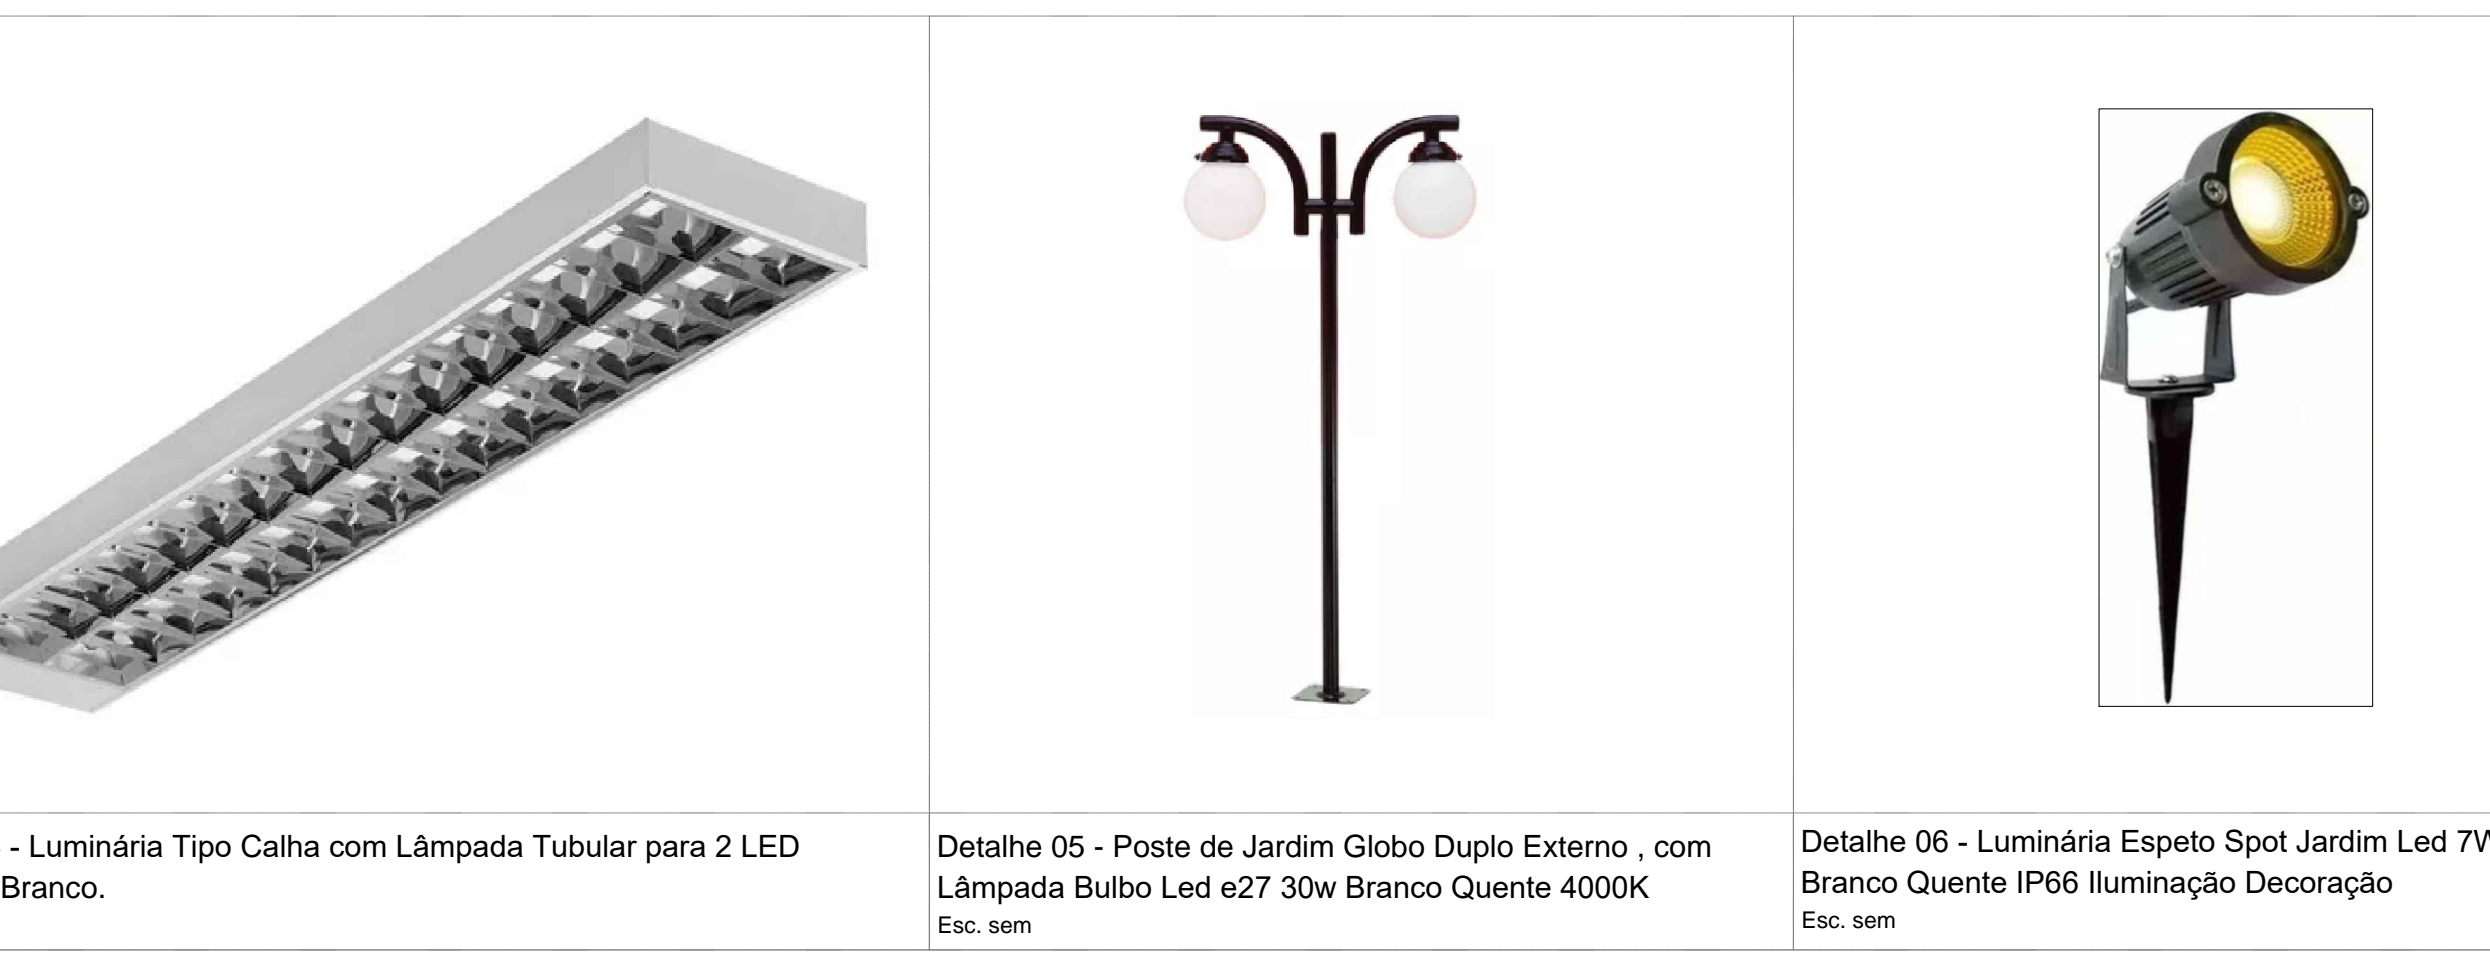 - Luminária Tipo Calha com Lâmpada Tubular para 2 LED
Branco.
Detalhe 05 - Poste de Jardim Globo Duplo Externo , com
Lâmpada Bulbo Led e27 30w Branco Quente 4000K
Esc. sem
Detalhe 06 - Luminária Espeto Spot Jardim Led 7W
Branco Quente IP66 Iluminação Decoração
Esc. sem